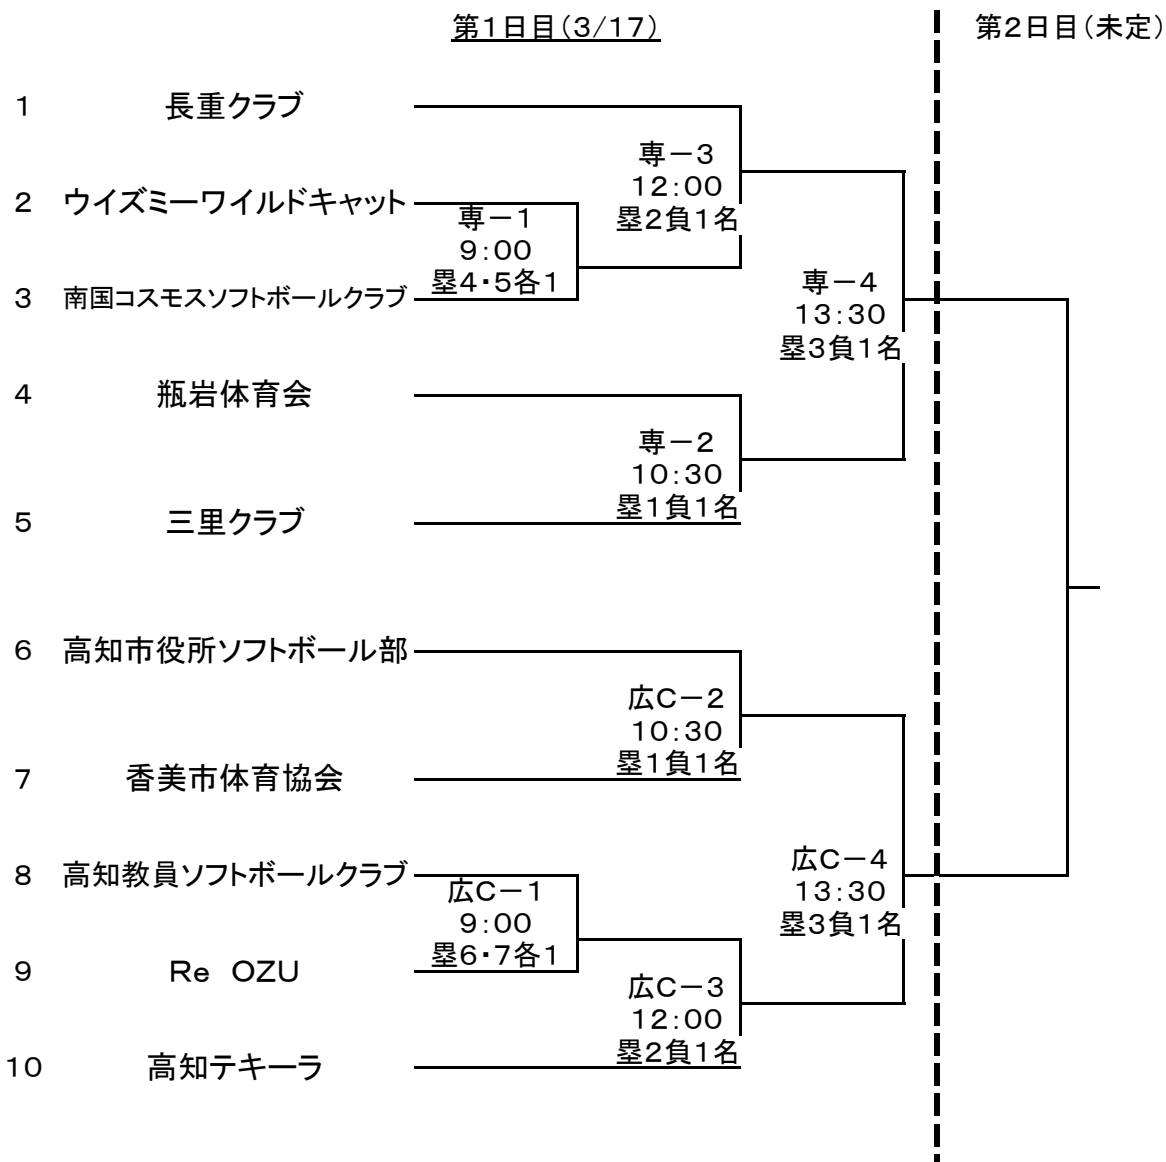 第1日目(3/17)
第2日目(未定)
1 長重クラブ
専－3
12:00
塁2負1名
2 ウイズミーワイルドキャット
専－1
9:00
塁4・5各1
3 南国コスモスソフトボールクラブ
専－4
13:30
塁3負1名
4 瓶岩体育会
専－2
10:30
塁1負1名
5 三里クラブ
6 高知市役所ソフトボール部
広C－2
10:30
塁1負1名
7 香美市体育協会
8 高知教員ソフトボールクラブ
広C－1
9:00
塁6・7各1
広C－4
13:30
塁3負1名
9 Re OZU
広C－3
12:00
塁2負1名
10 高知テキーラ